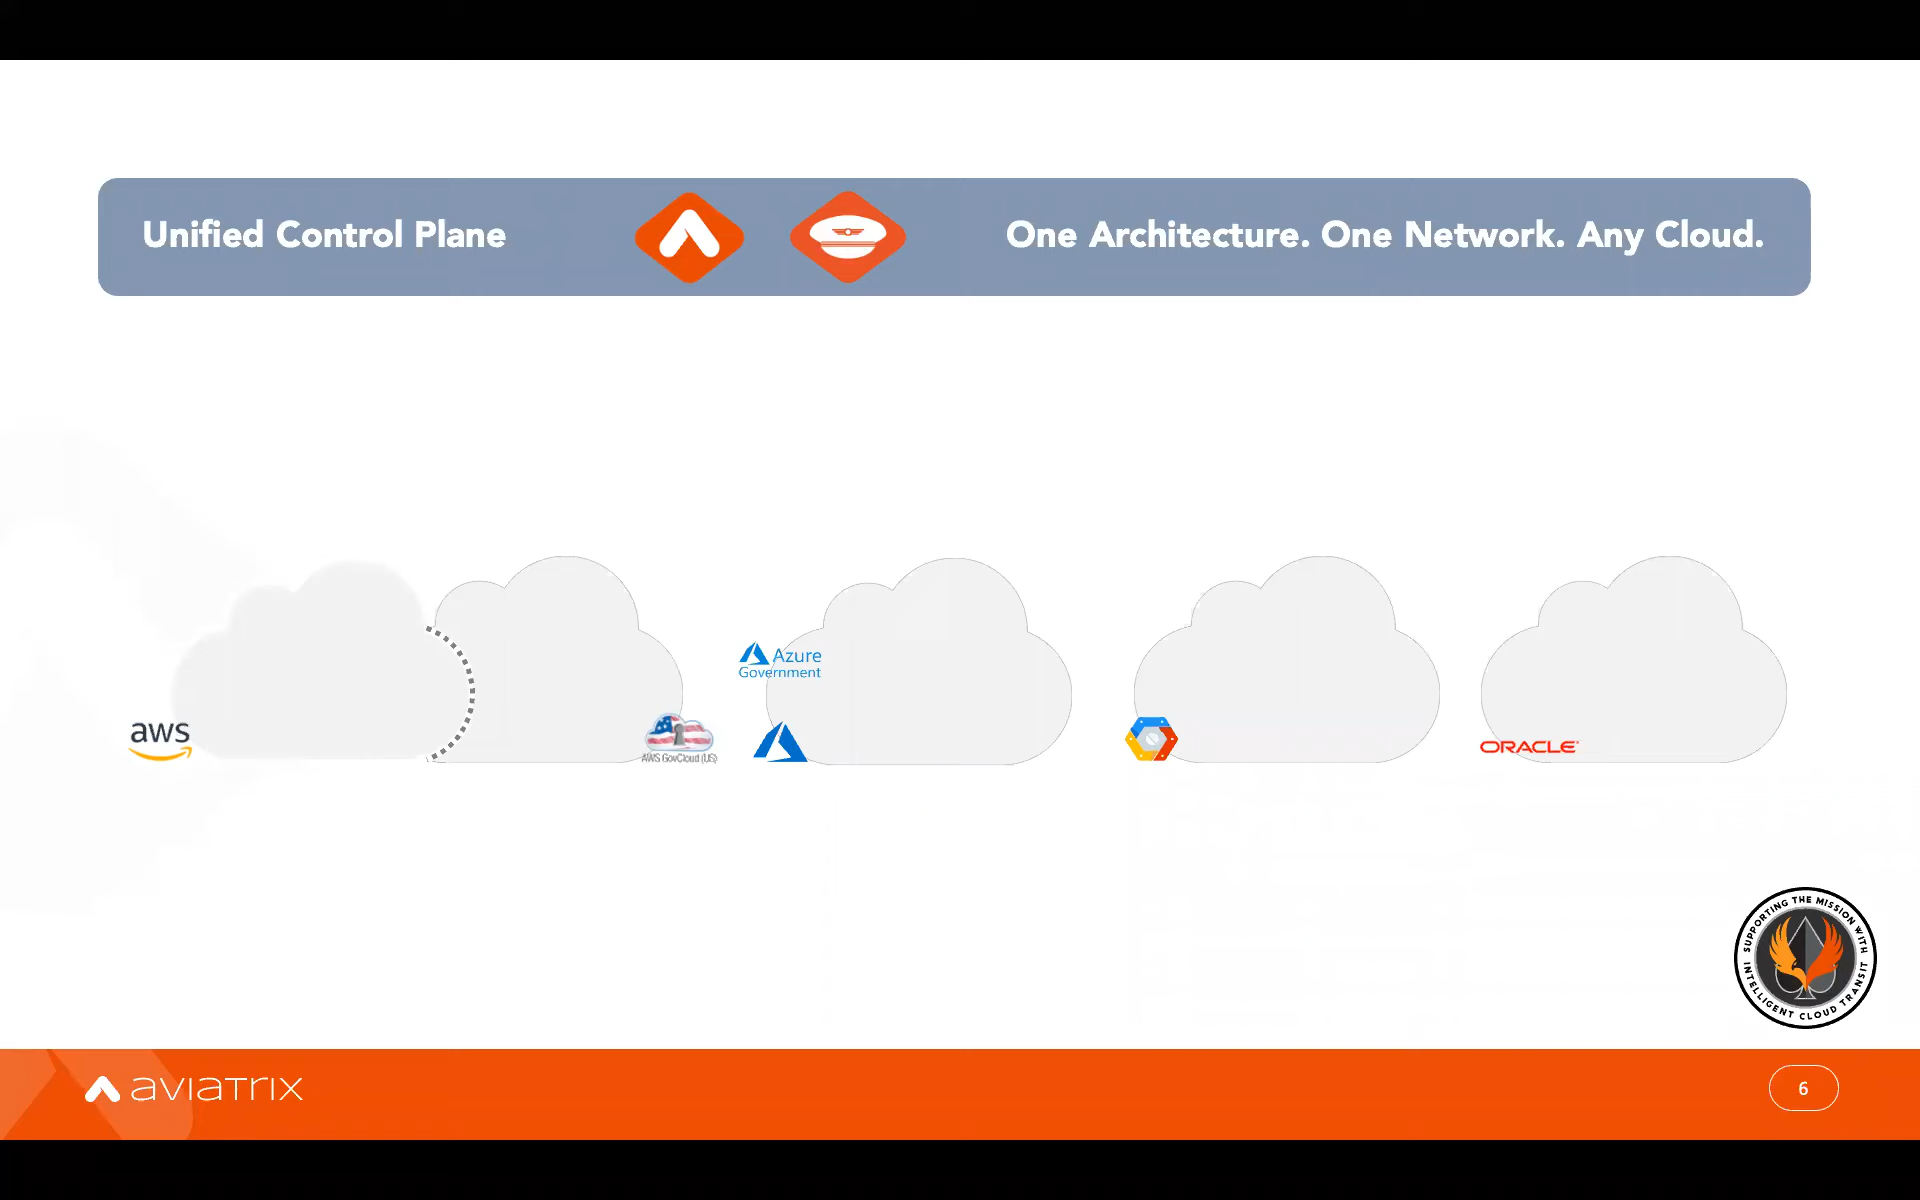 Unified Control Plane
One Architecture. One Network. Any Cloud.
Azure
Government
aws
AWS GovCloud (US)
ORACLE
SUPPORTING THE MISSION WITH
INTELLIGENT CLOUD TRANSIT
aviatrix
6